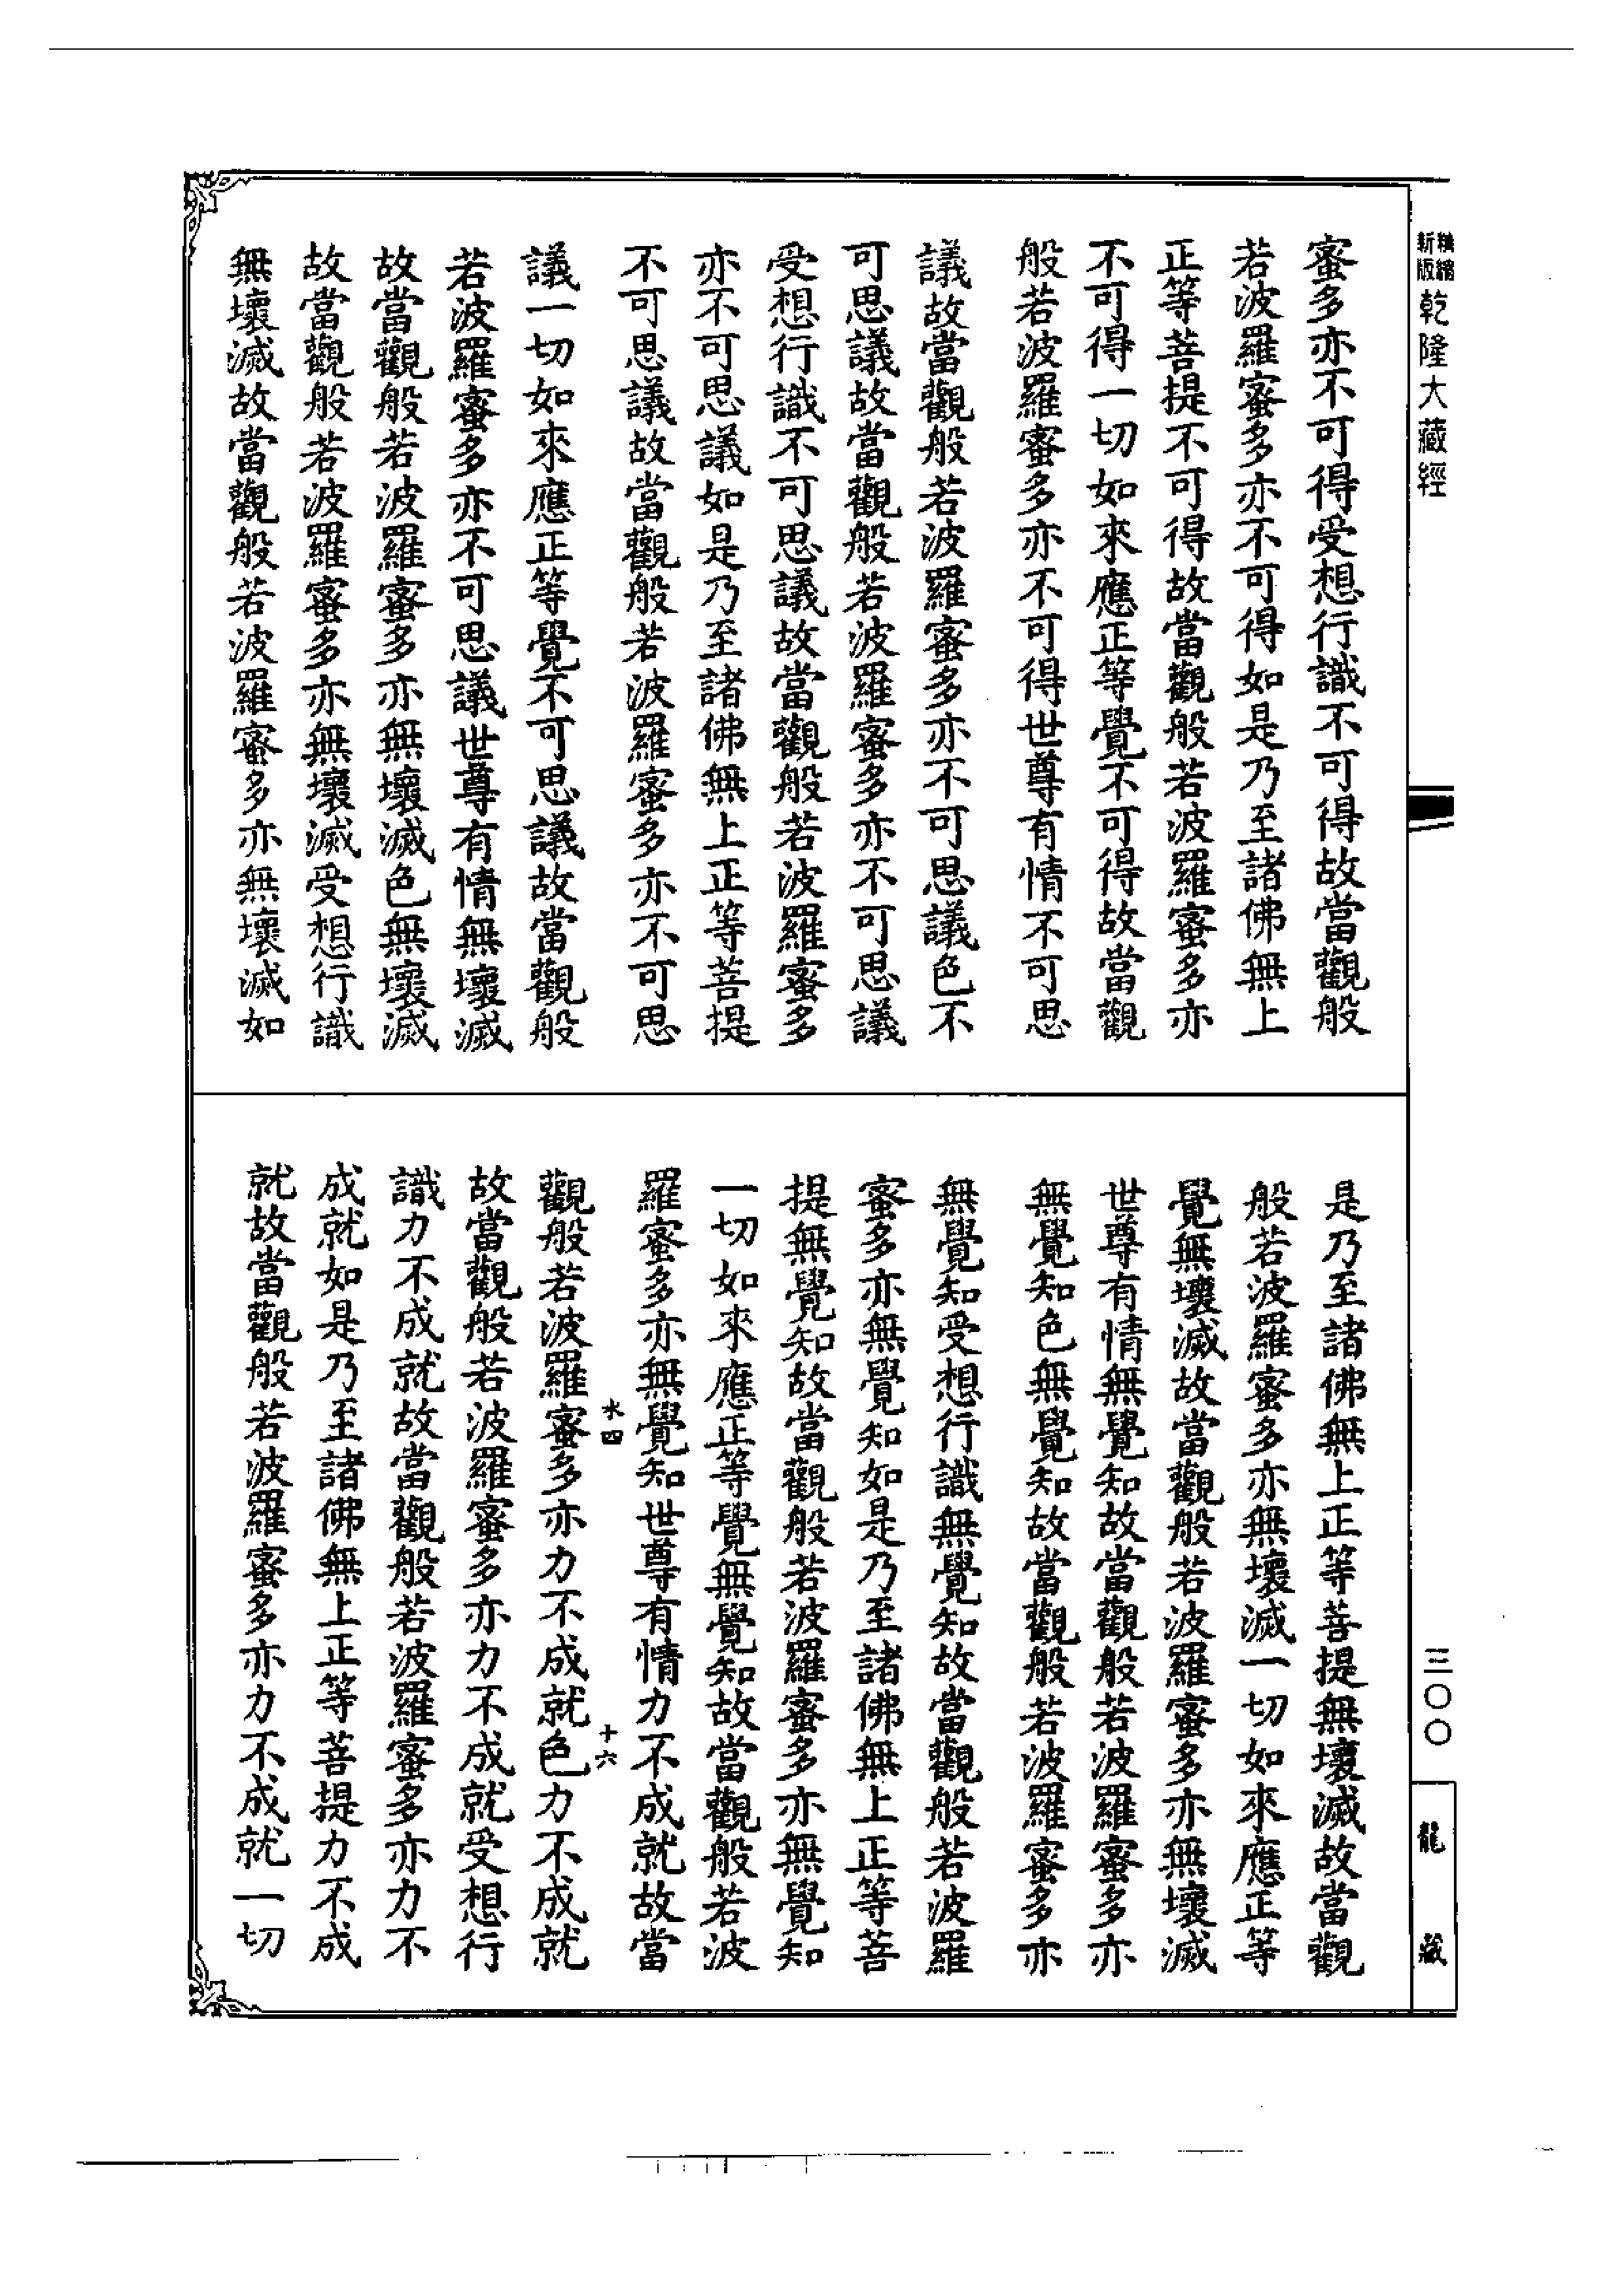 精縮新版乾隆大藏經
蜜多亦不可得受想行識不可得故當觀般
若波羅蜜多亦不可得如是乃至諸佛無上
正等菩提不可得故當觀般若波羅蜜多亦
不可得一切如來應正等覺不可得故當觀
般若波羅蜜多亦不可得世尊有情不可思
議故當觀般若波羅蜜多亦不可思議色不
可思議故當觀般若波羅蜜多亦不可思議
受想行識不可思議故當觀般若波羅蜜多
亦不可思議如是乃至諸佛無上正等菩提
不可思議故當觀般若波羅蜜多亦不可思
議一切如來應正等覺不可思議故當觀般
若波羅蜜多亦不可思議世尊有情無壞滅
故當觀般若波羅蜜多亦無壞滅色無壞滅
故當觀般若波羅蜜多亦無壞滅受想行識
無壞滅故當觀般若波羅蜜多亦無壞滅如
是乃至諸佛無上正等菩提無壞滅故當觀
般若波羅蜜多亦無壞滅一切如來應正等
覺無壞滅故當觀般若波羅蜜多亦無壞滅
世尊有情無覺知故當觀般若波羅蜜多亦
無覺知色無覺知故當觀般若波羅蜜多亦
無覺知受想行識無覺知故當觀般若波羅
蜜多亦無覺知如是乃至諸佛無上正等菩
提無覺知故當觀般若波羅蜜多亦無覺知
一切如來應正等覺無覺知故當觀般若波
羅蜜多亦無覺知世尊有情力不成就故當
水四 十六
觀般若波羅蜜多亦力不成就色力不成就
故當觀般若波羅蜜多亦力不成就受想行
識力不成就故當觀般若波羅蜜多亦力不
成就如是乃至諸佛無上正等菩提力不成
就故當觀般若波羅蜜多亦力不成就一切
三〇〇
龍藏